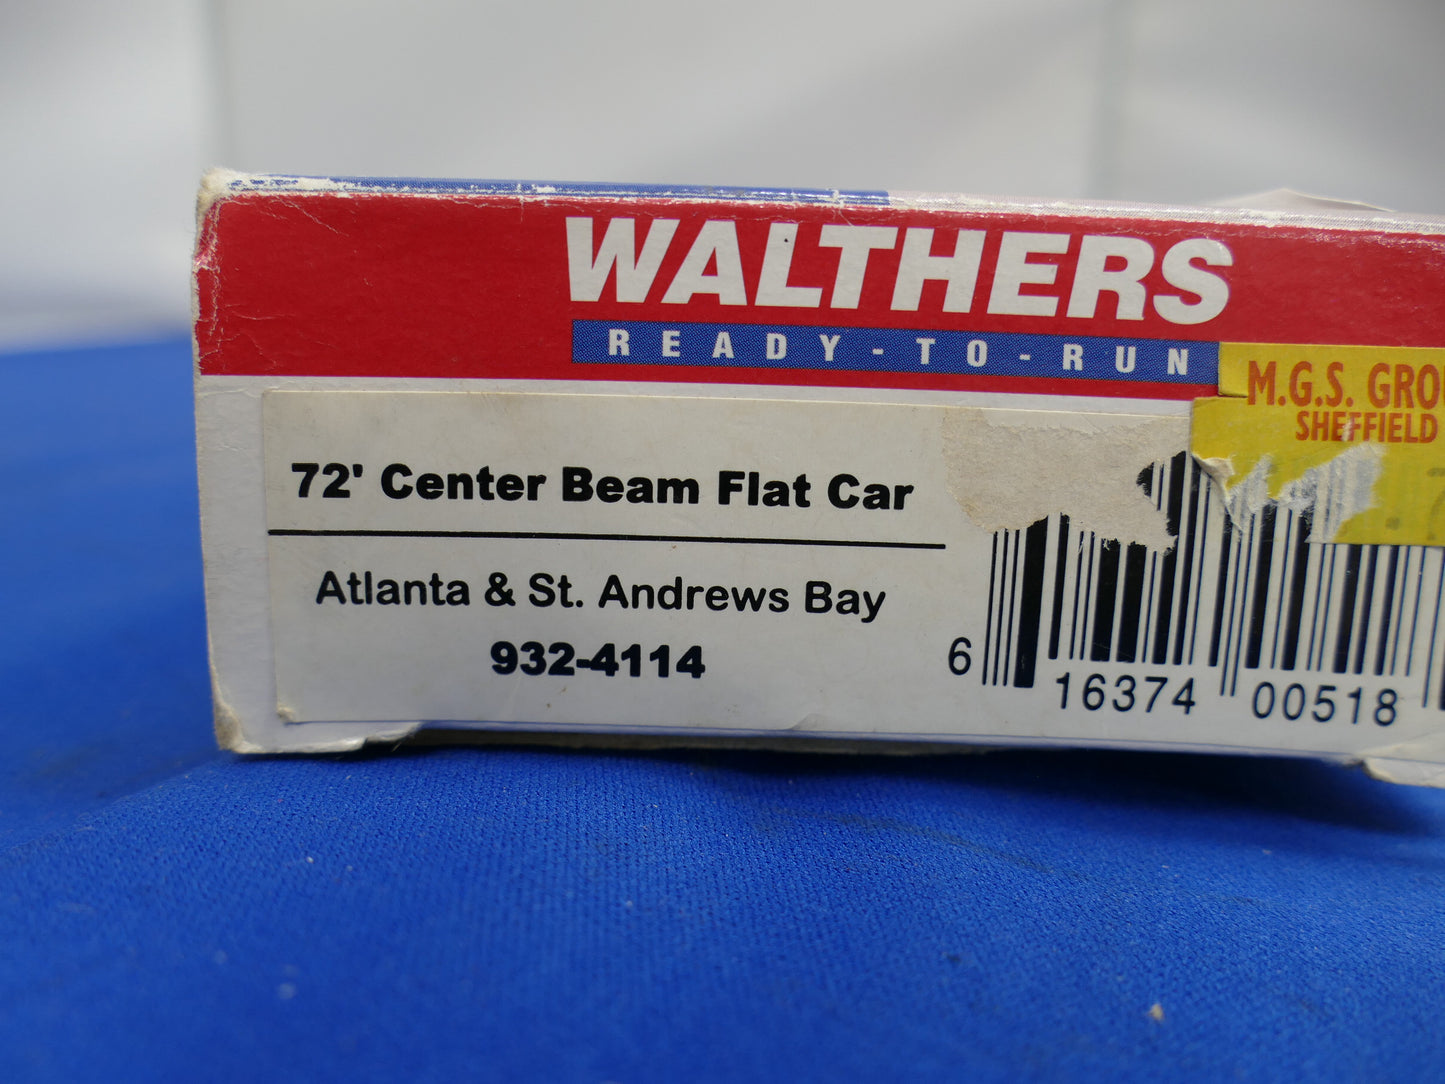 WALTHERS
READY-TO-RUN
M.G.S.
SHEFFIELD
72' Center Beam Flat Car
Atlanta & St. Andrews Bay
932-4114
6 16374 00518